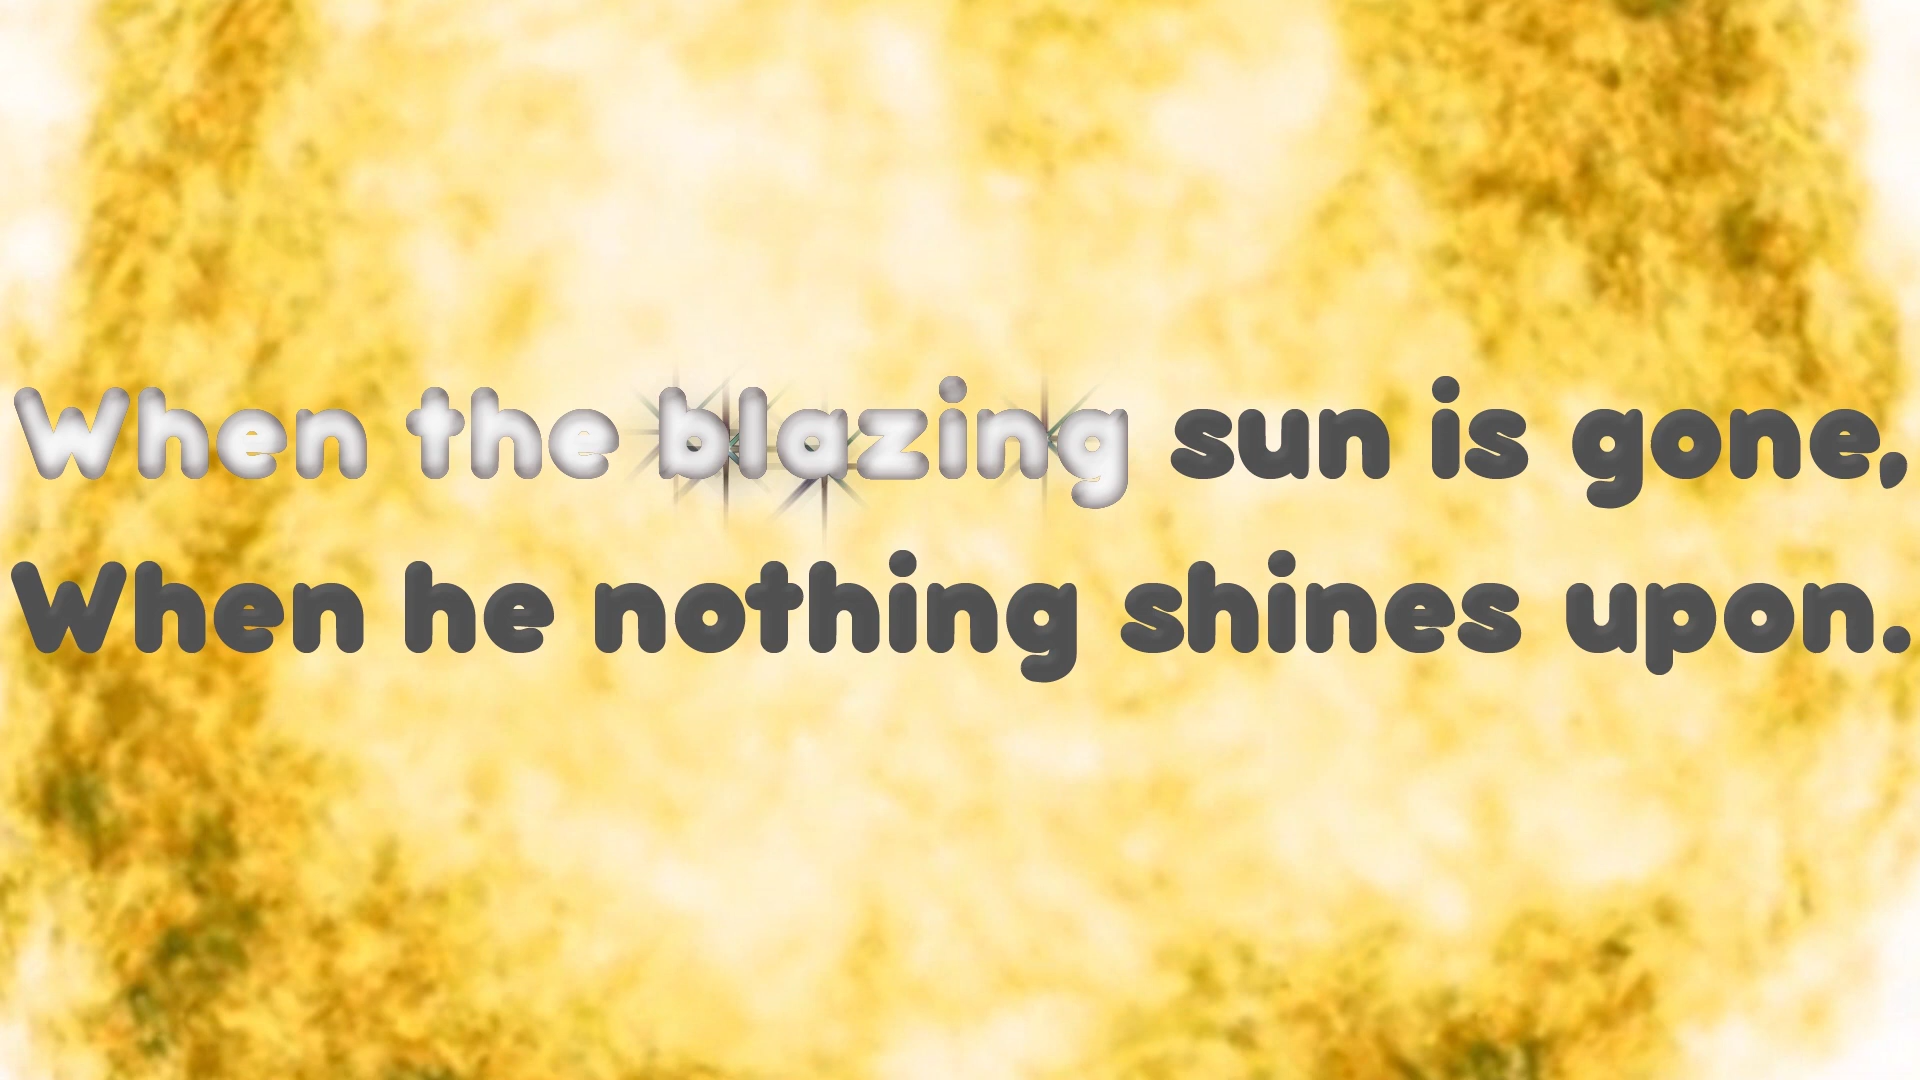 When the blazing sun is gone,
When he nothing shines upon.